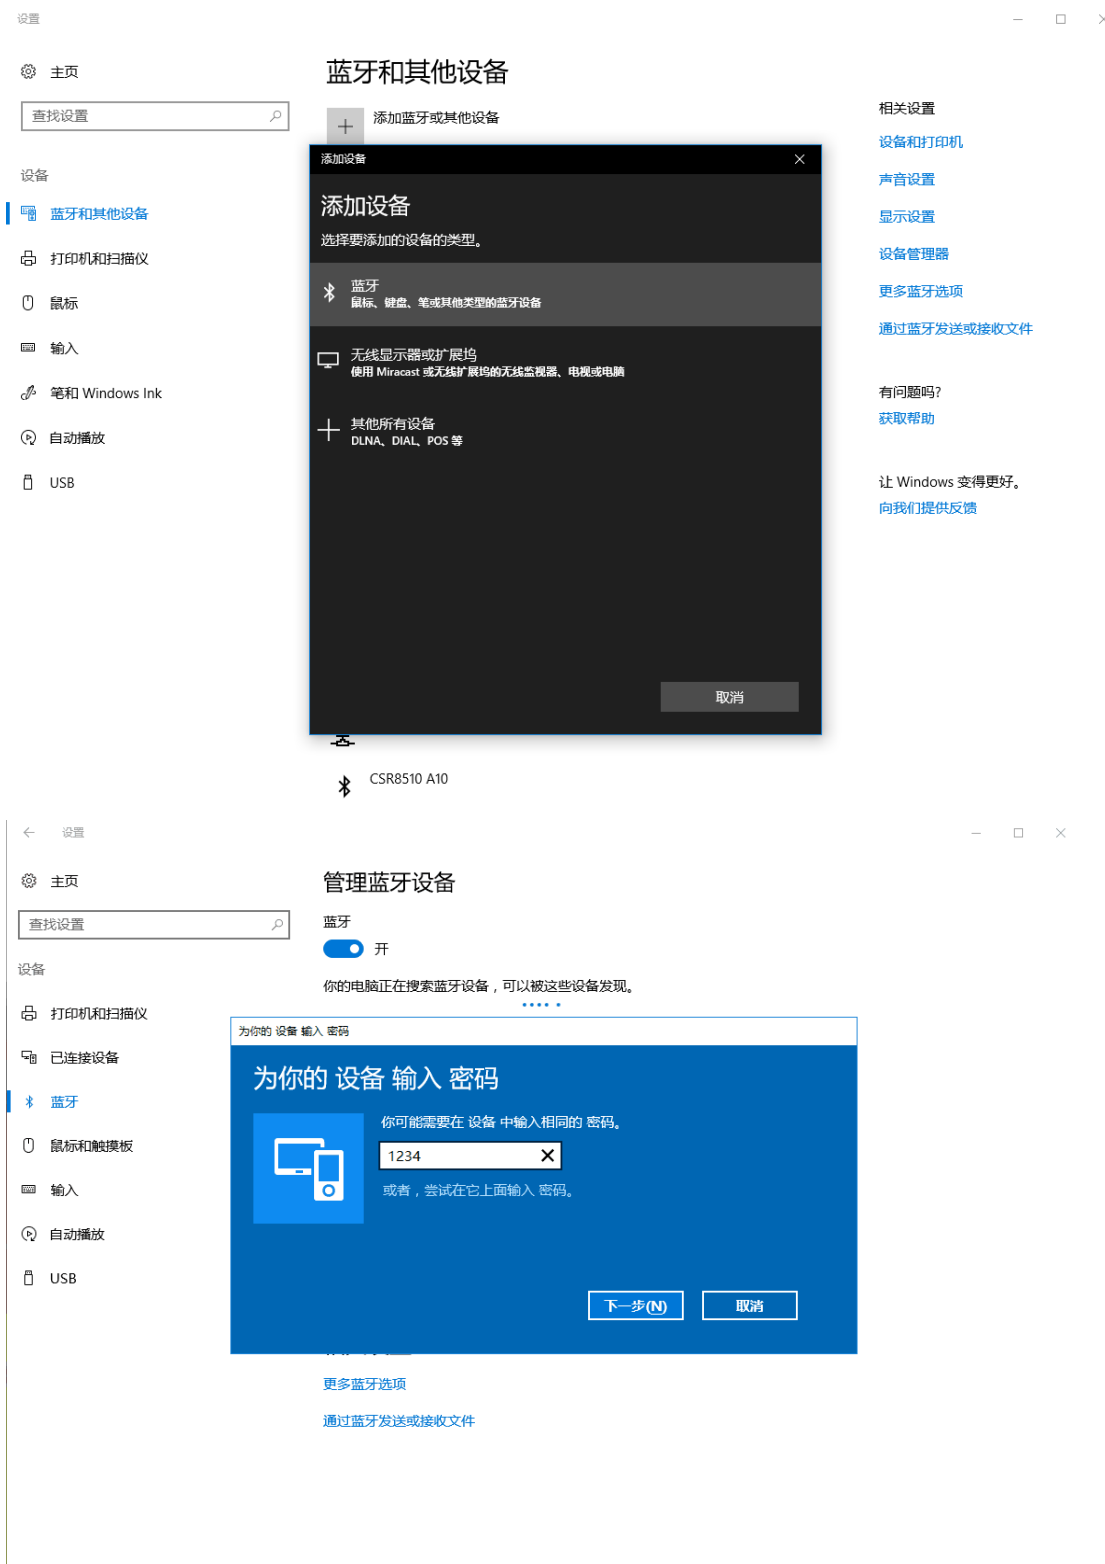 设置
主页
查找设置
设备
蓝牙和其他设备
打印机和扫描仪
鼠标
输入
笔和 Windows Ink
自动播放
USB
蓝牙和其他设备
添加蓝牙或其他设备
添加设备
添加设备
选择要添加的设备的类型。
蓝牙
鼠标、键盘、笔或其他类型的蓝牙设备
无线显示器或扩展坞
使用 Miracast 或无线扩展坞的无线监视器、电视或电脑
其他所有设备
DLNA、DIAL、POS 等
取消
CSR8510 A10
相关设置
设备和打印机
声音设置
显示设置
设备管理器
更多蓝牙选项
通过蓝牙发送或接收文件
有问题吗?
获取帮助
让 Windows 变得更好。
向我们提供反馈
设置
主页
查找设置
设备
打印机和扫描仪
已连接设备
蓝牙
鼠标和触摸板
输入
自动播放
USB
管理蓝牙设备
蓝牙
开
你的电脑正在搜索蓝牙设备，可以被这些设备发现。
为你的 设备 输入 密码
为你的 设备 输入 密码
你可能需要在 设备 中输入相同的 密码。
1234
或者，尝试在它上面输入 密码。
下一步(N)
取消
更多蓝牙选项
通过蓝牙发送或接收文件